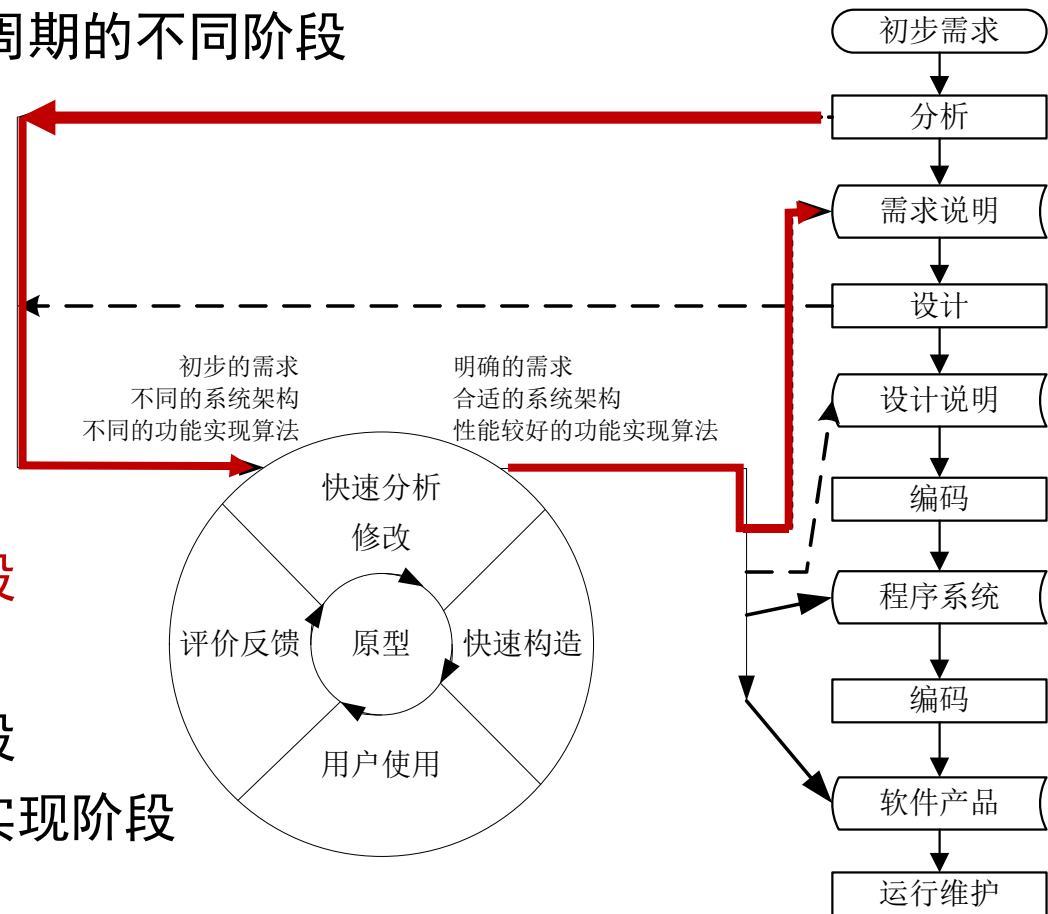 周期的不同阶段
初步需求
分析
需求说明
设计
初步的需求
不同的系统架构
不同的功能实现算法
明确的需求
合适的系统架构
性能较好的功能实现算法
设计说明
快速分析
修改
编码
段
评价反馈
原型
快速构造
程序系统
编码
段
用户使用
实现阶段
软件产品
运行维护